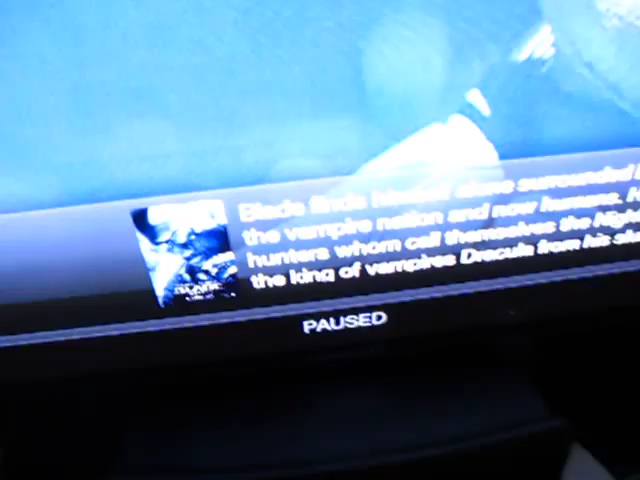 Blade finds himself alone surrounded
the vampire nation and now humans.
hunters whom call themselves the
the king of vampires Dracula from his
PAUSED